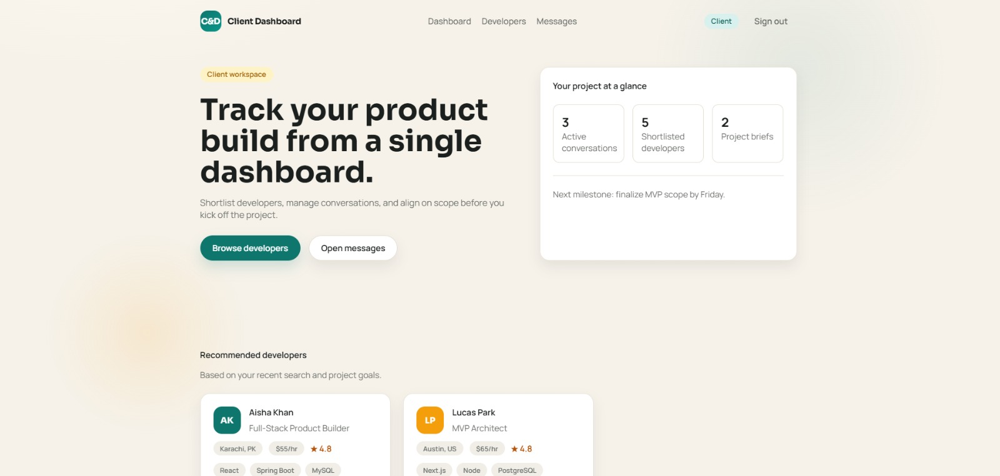 C&D Client Dashboard
Dashboard Developers Messages
Client Sign out
Client workspace
Track your product
build from a single
dashboard.
Shortlist developers, manage conversations, and align on scope before you
kick off the project.
Browse developers Open messages
Your project at a glance
3
Active
conversations
5
Shortlisted
developers
2
Project briefs
Next milestone: finalize MVP scope by Friday.
Recommended developers
Based on your recent search and project goals.
AK Aisha Khan
Full-Stack Product Builder
Karachi, PK $55/hr ★ 4.8
React Spring Boot MySQL
LP Lucas Park
MVP Architect
Austin, US $65/hr ★ 4.8
Next.js Node PostgreSQL